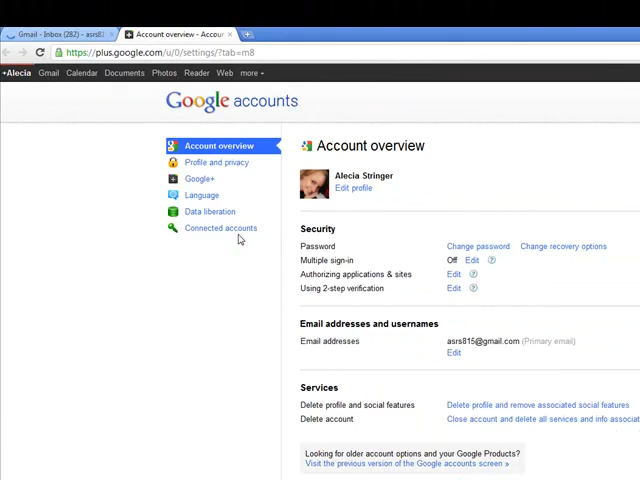 Gmail - Inbox (282) - asrs81
Account overview - Accou
https://plus.google.com/u/0/settings/?tab=m8
+Alecia Gmail Calendar Documents Photos Reader Web more
Google accounts
Account overview
Profile and privacy
Google+
Language
Data liberation
Connected accounts
Account overview
Alecia Stringer
Edit profile
Security
Password Change password Change recovery options
Multiple sign-in Off Edit ?
Authorizing applications & sites Edit ?
Using 2-step verification Edit ?
Email addresses and usernames
Email addresses asrs815@gmail.com (Primary email)
Edit
Services
Delete profile and social features Delete profile and remove associated social features
Delete account Close account and delete all services and info associat
Looking for older account options and your Google Products?
Visit the previous version of the Google accounts screen »